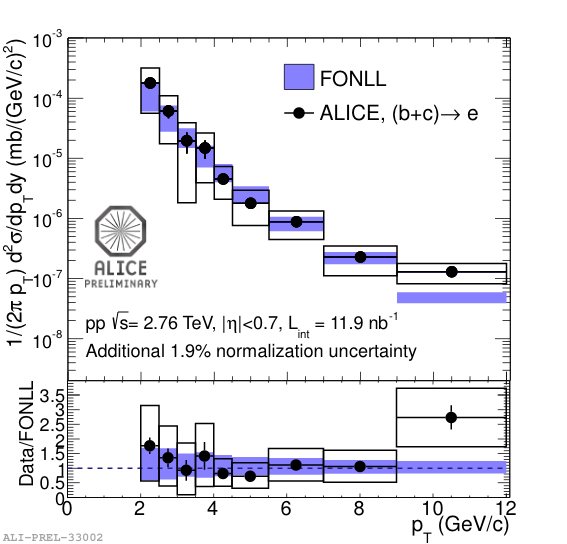 10⁻³
10⁻⁴
10⁻⁵
10⁻⁶
10⁻⁷
10⁻⁸
1/(2π p_T) d²σ/dp_Tdy (mb/(GeV/c)²)
FONLL
ALICE, (b+c)→ e
ALICE
PRELIMINARY
pp √s= 2.76 TeV, |η|<0.7, L_int = 11.9 nb⁻¹
Additional 1.9% normalization uncertainty
Data/FONLL
3.5
3
2.5
2
1.5
1
0.5
0
0 2 4 6 8 10 12
p_T (GeV/c)
ALI-PREL-33002